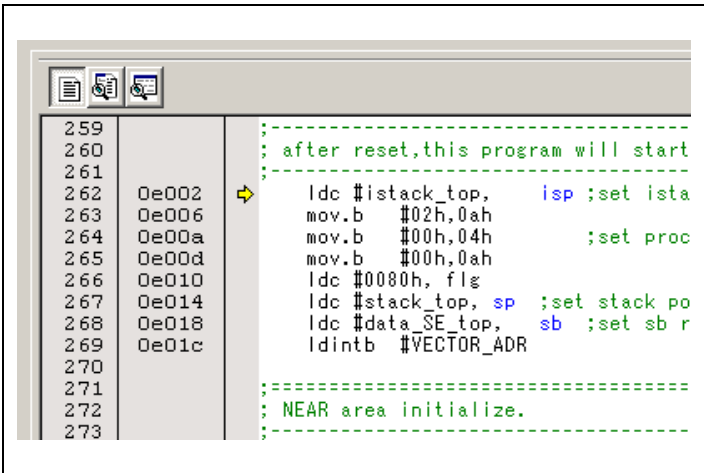 259 ;---------------------------------------
260 ; after reset,this program will start
261 ;---------------------------------------
262 0e002 ldc #istack_top, isp ;set ista
263 0e006 mov.b #02h,0ah
264 0e00a mov.b #00h,04h ;set proc
265 0e00d mov.b #00h,0ah
266 0e010 ldc #0080h, flg
267 0e014 ldc #stack_top, sp ;set stack po
268 0e018 ldc #data_SE_top, sb ;set sb r
269 0e01c ldintb #VECTOR_ADR
270
271 ;=======================================
272 ; NEAR area initialize.
273 ;---------------------------------------